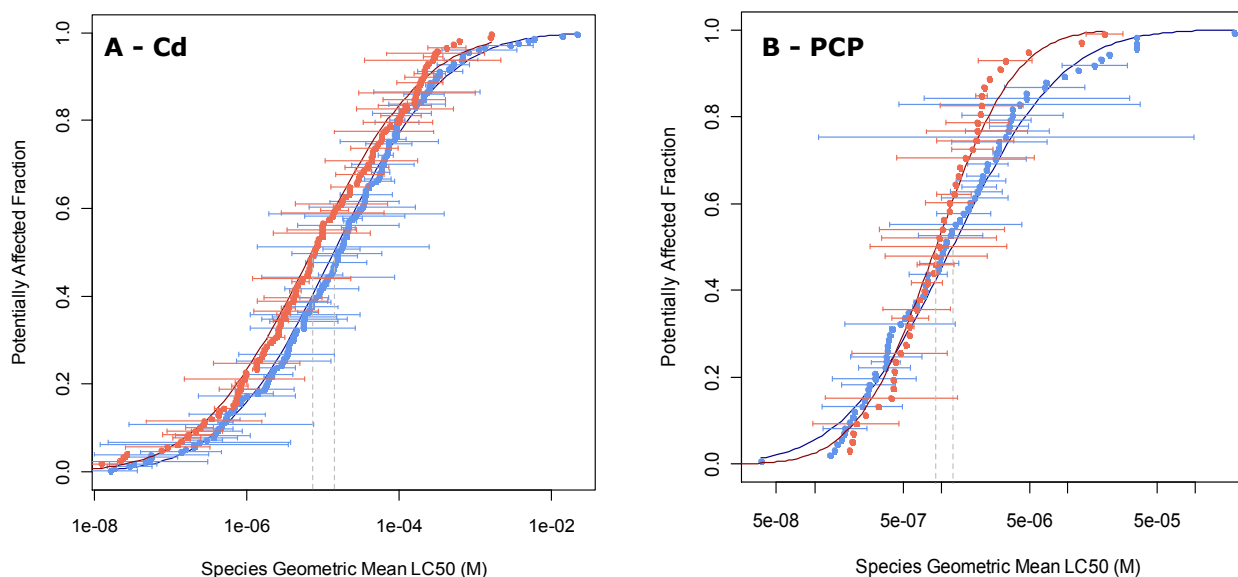 A - Cd
Potentially Affected Fraction
1.0
0.8
0.6
0.4
0.2
0.0
1e-08 1e-06 1e-04 1e-02
Species Geometric Mean LC50 (M)
B - PCP
Potentially Affected Fraction
1.0
0.8
0.6
0.4
0.2
0.0
5e-08 5e-07 5e-06 5e-05
Species Geometric Mean LC50 (M)